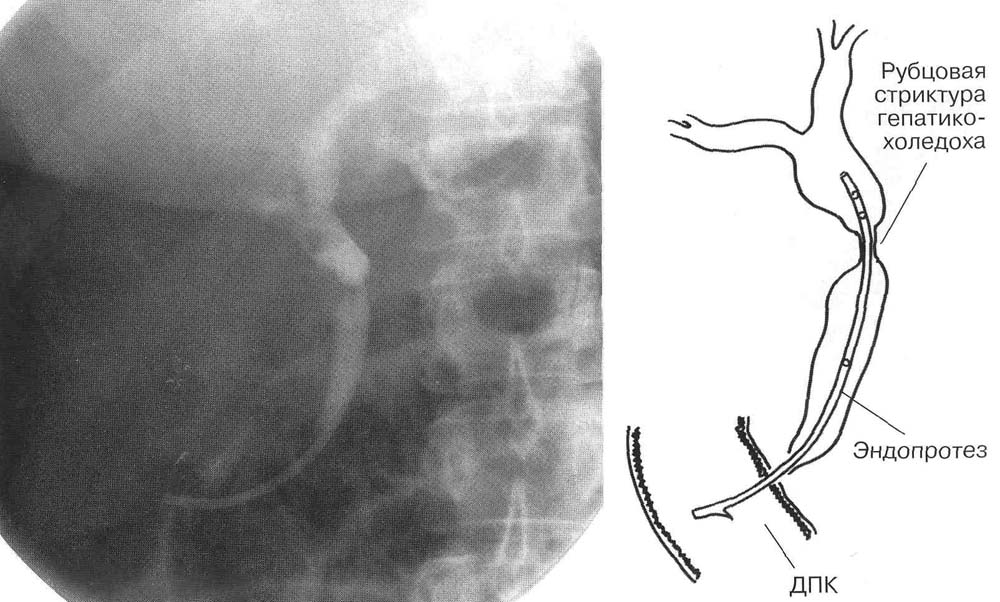 Рубцовая
стриктура
гепатико-
холедоха
Эндопротез
ДПК